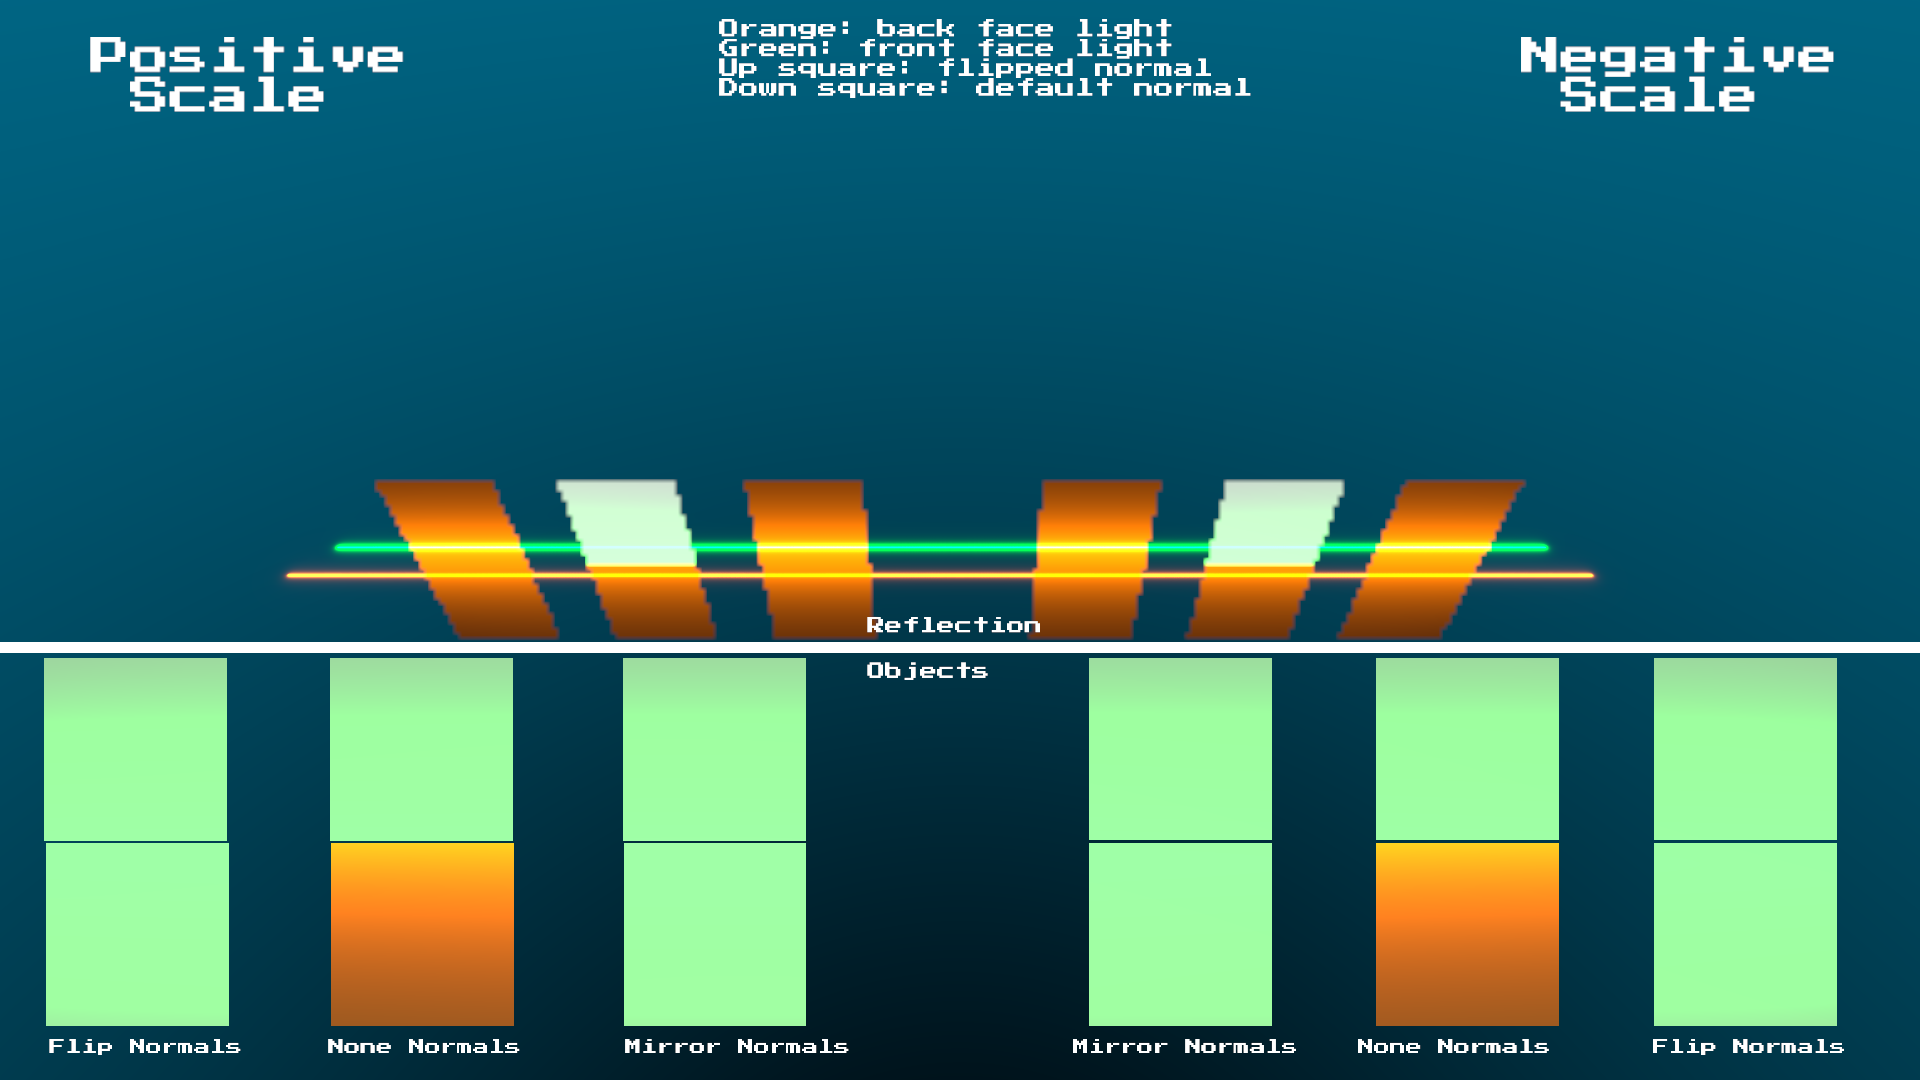 Positive
Scale
Orange: back face light
Green: front face light
Up square: flipped normal
Down square: default normal
Negative
Scale
Reflection
Objects
Flip Normals
None Normals
Mirror Normals
Mirror Normals
None Normals
Flip Normals